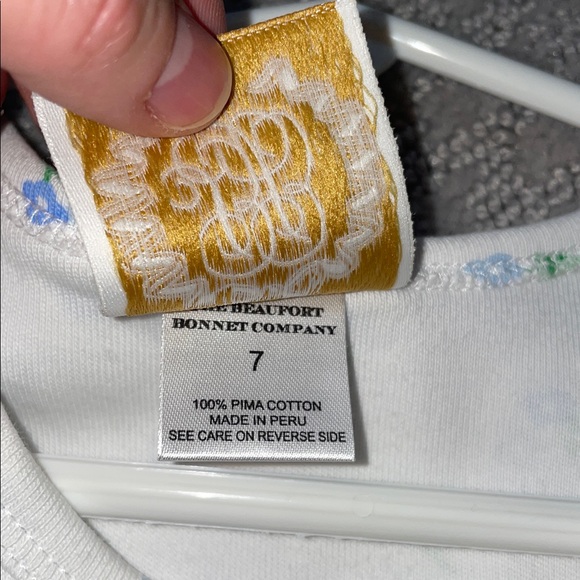 BEAUFORT
BONNET COMPANY
7
100% PIMA COTTON
MADE IN PERU
SEE CARE ON REVERSE SIDE